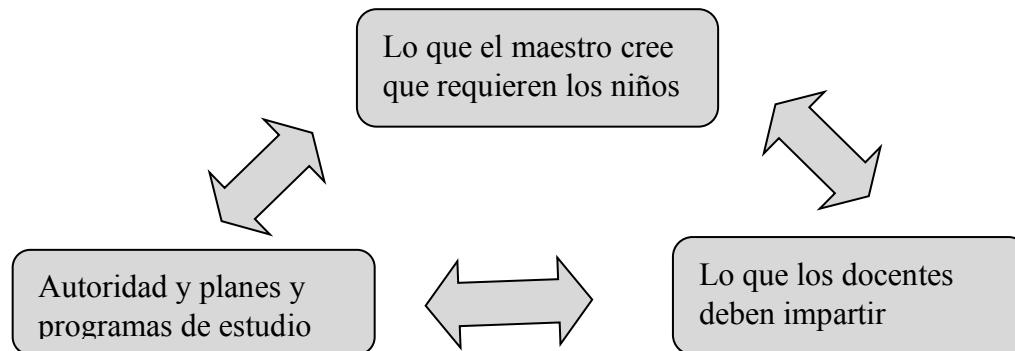 Lo que el maestro cree
que requieren los niños
Autoridad y planes y
programas de estudio
Lo que los docentes
deben impartir